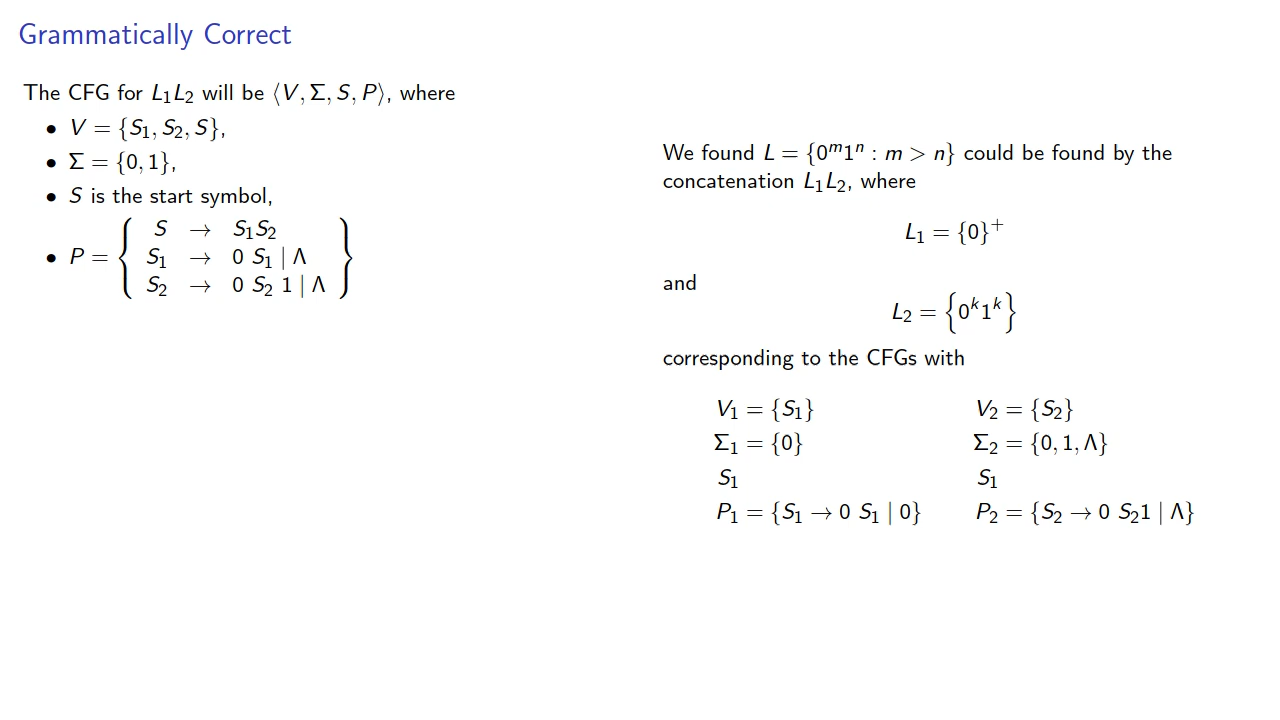 Grammatically Correct
The CFG for L₁L₂ will be ⟨V, Σ, S, P⟩, where
• V = {S₁, S₂, S},
• Σ = {0, 1},
• S is the start symbol,
• P = { S → S₁S₂
S₁ → 0 S₁ | Λ
S₂ → 0 S₂ 1 | Λ }
We found L = {0ᵐ1ⁿ : m > n} could be found by the
concatenation L₁L₂, where
L₁ = {0}⁺
and
L₂ = {0ᵏ1ᵏ}
corresponding to the CFGs with
V₁ = {S₁} V₂ = {S₂}
Σ₁ = {0} Σ₂ = {0, 1, Λ}
S₁ S₁
P₁ = {S₁ → 0 S₁ | 0} P₂ = {S₂ → 0 S₂1 | Λ}